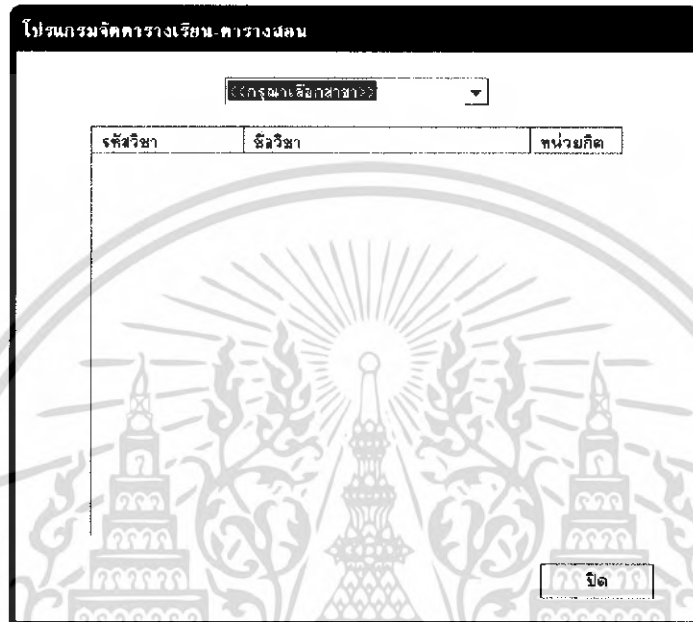 โปรแกรมจัดตารางเรียน-ตารางสอน
<<กรุณาเลือกสาขา>>
รหัสวิชา ชื่อวิชา หน่วยกิต
ปิด